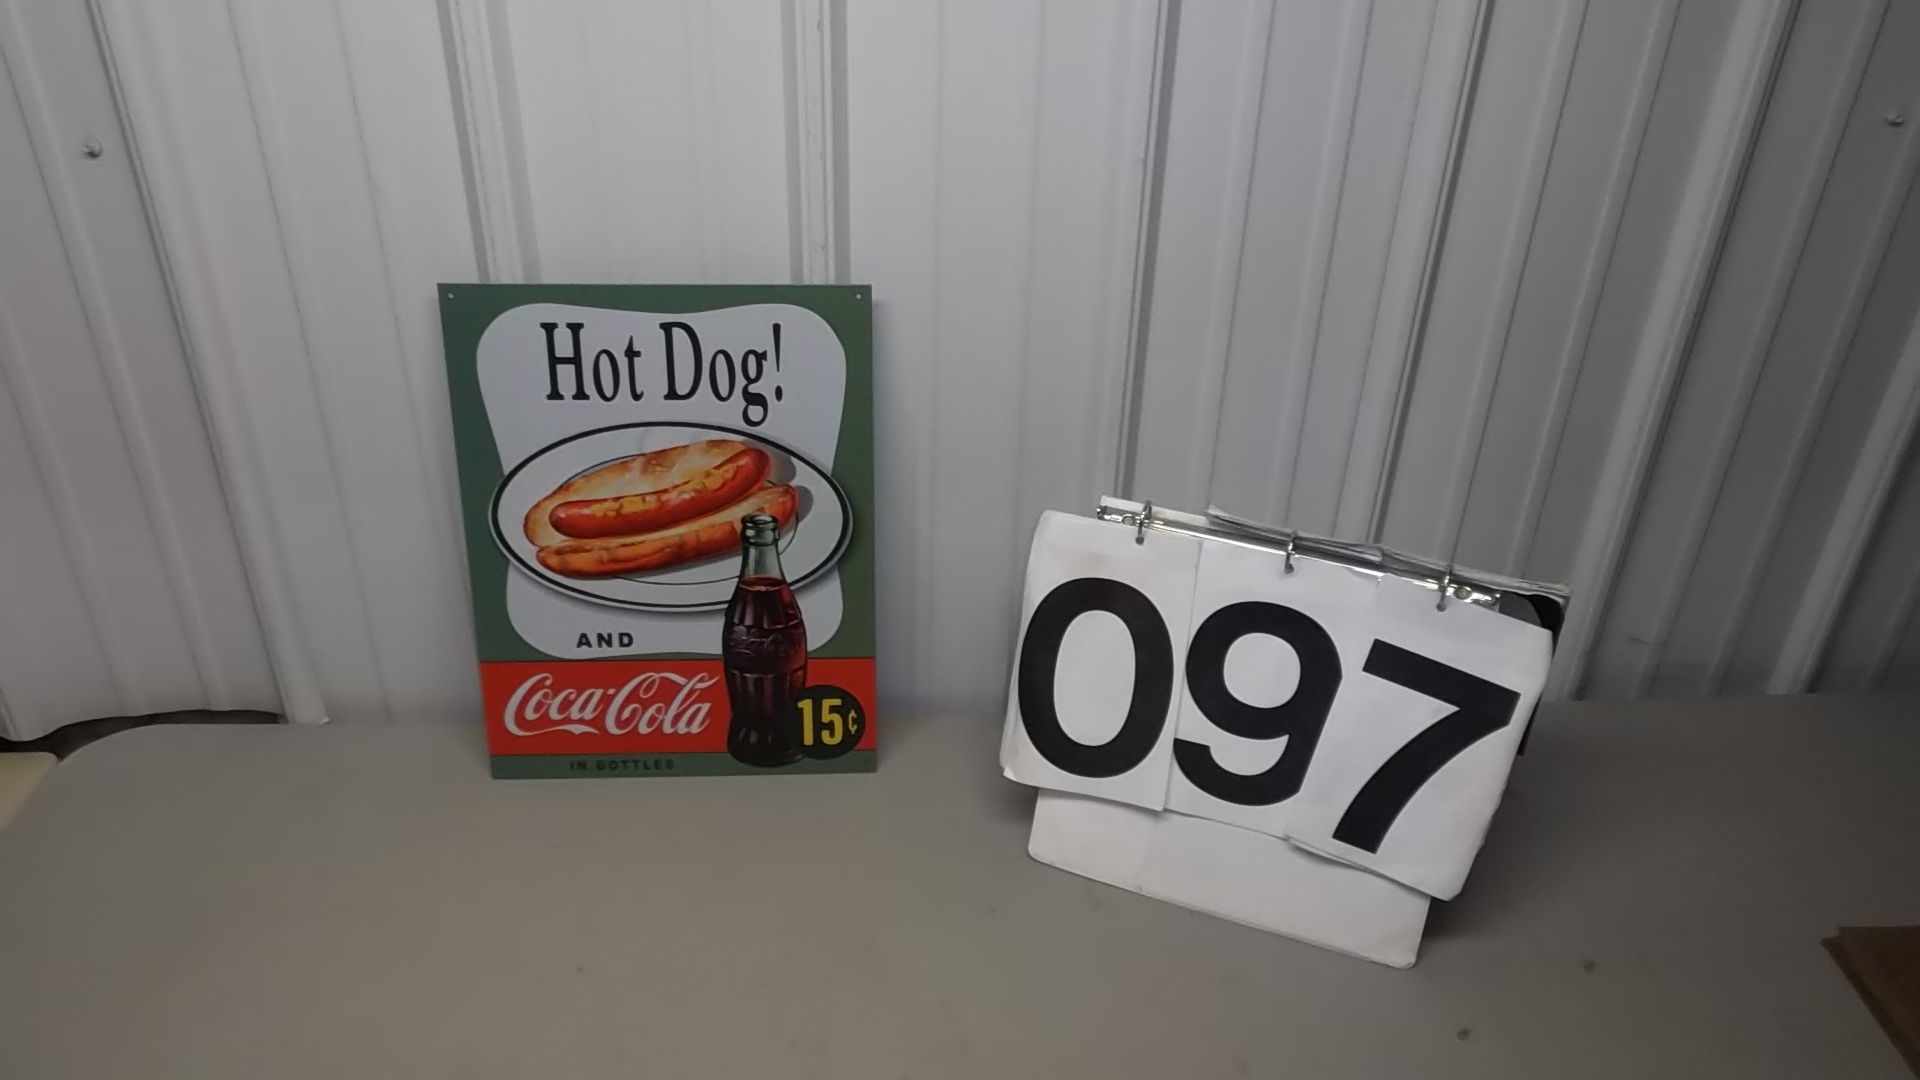 Hot Dog!
AND
Coca-Cola
15¢
IN BOTTLES
097